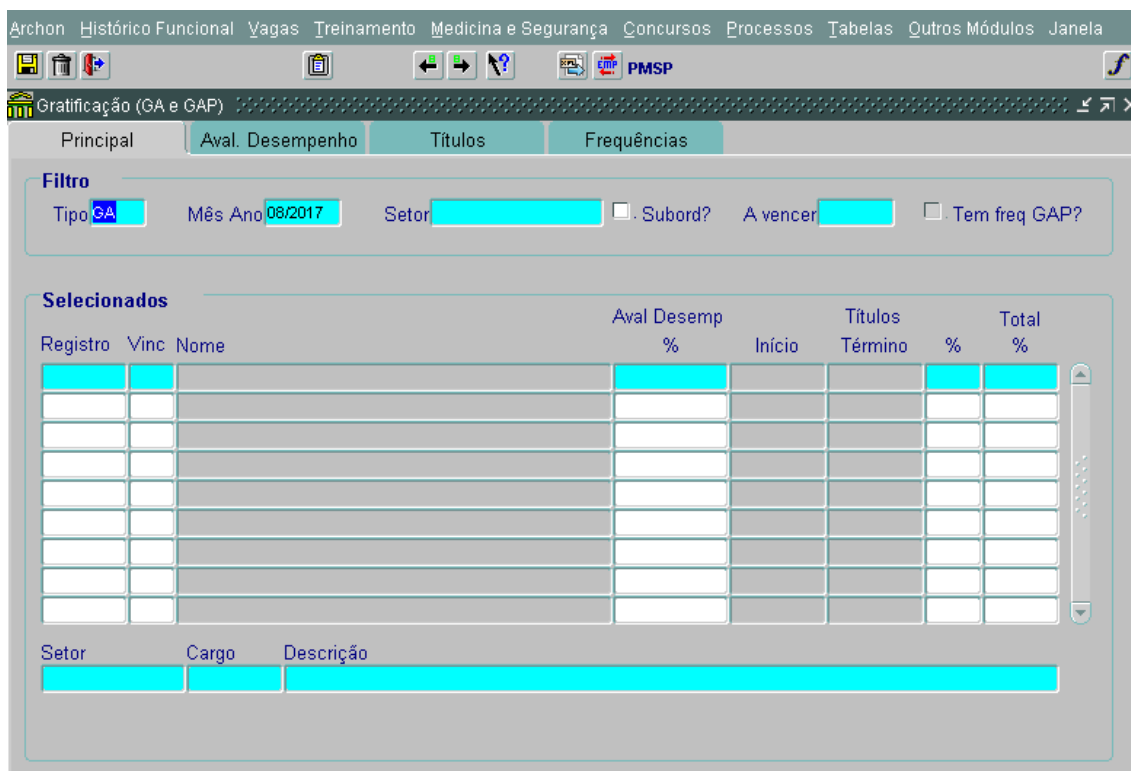 Archon Histórico Funcional Vagas Treinamento Medicina e Segurança Concursos Processos Tabelas Outros Módulos Janela
PMSP
Gratificação (GA e GAP)
Principal Aval. Desempenho Títulos Frequências
Filtro
Tipo GA Mês Ano 08/2017 Setor . Subord? A vencer . Tem freq GAP?
Selecionados
Aval Desemp Títulos Total
Registro Vinc Nome % Início Término % %
Setor Cargo Descrição